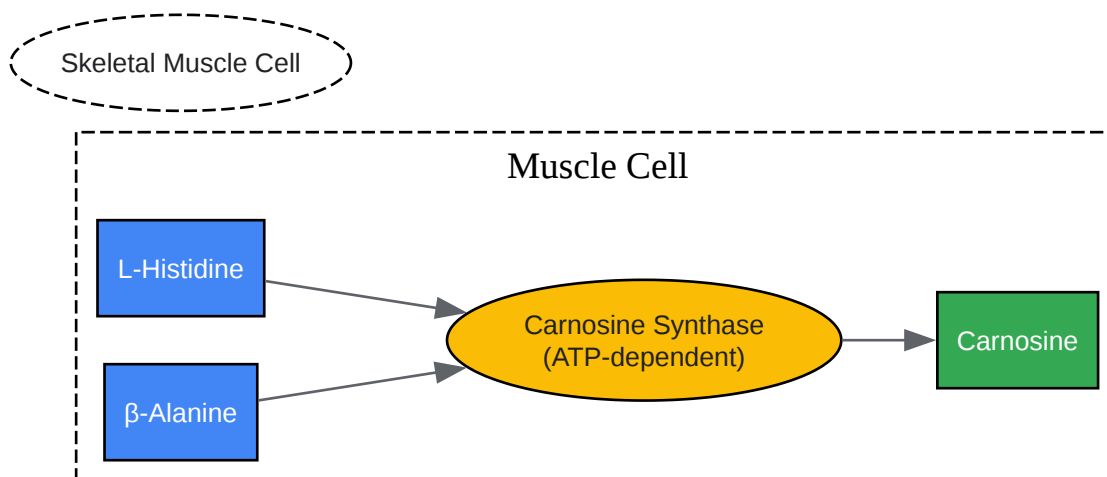 Skeletal Muscle Cell
Muscle Cell
L-Histidine
Carnosine Synthase
(ATP-dependent)
Carnosine
β-Alanine